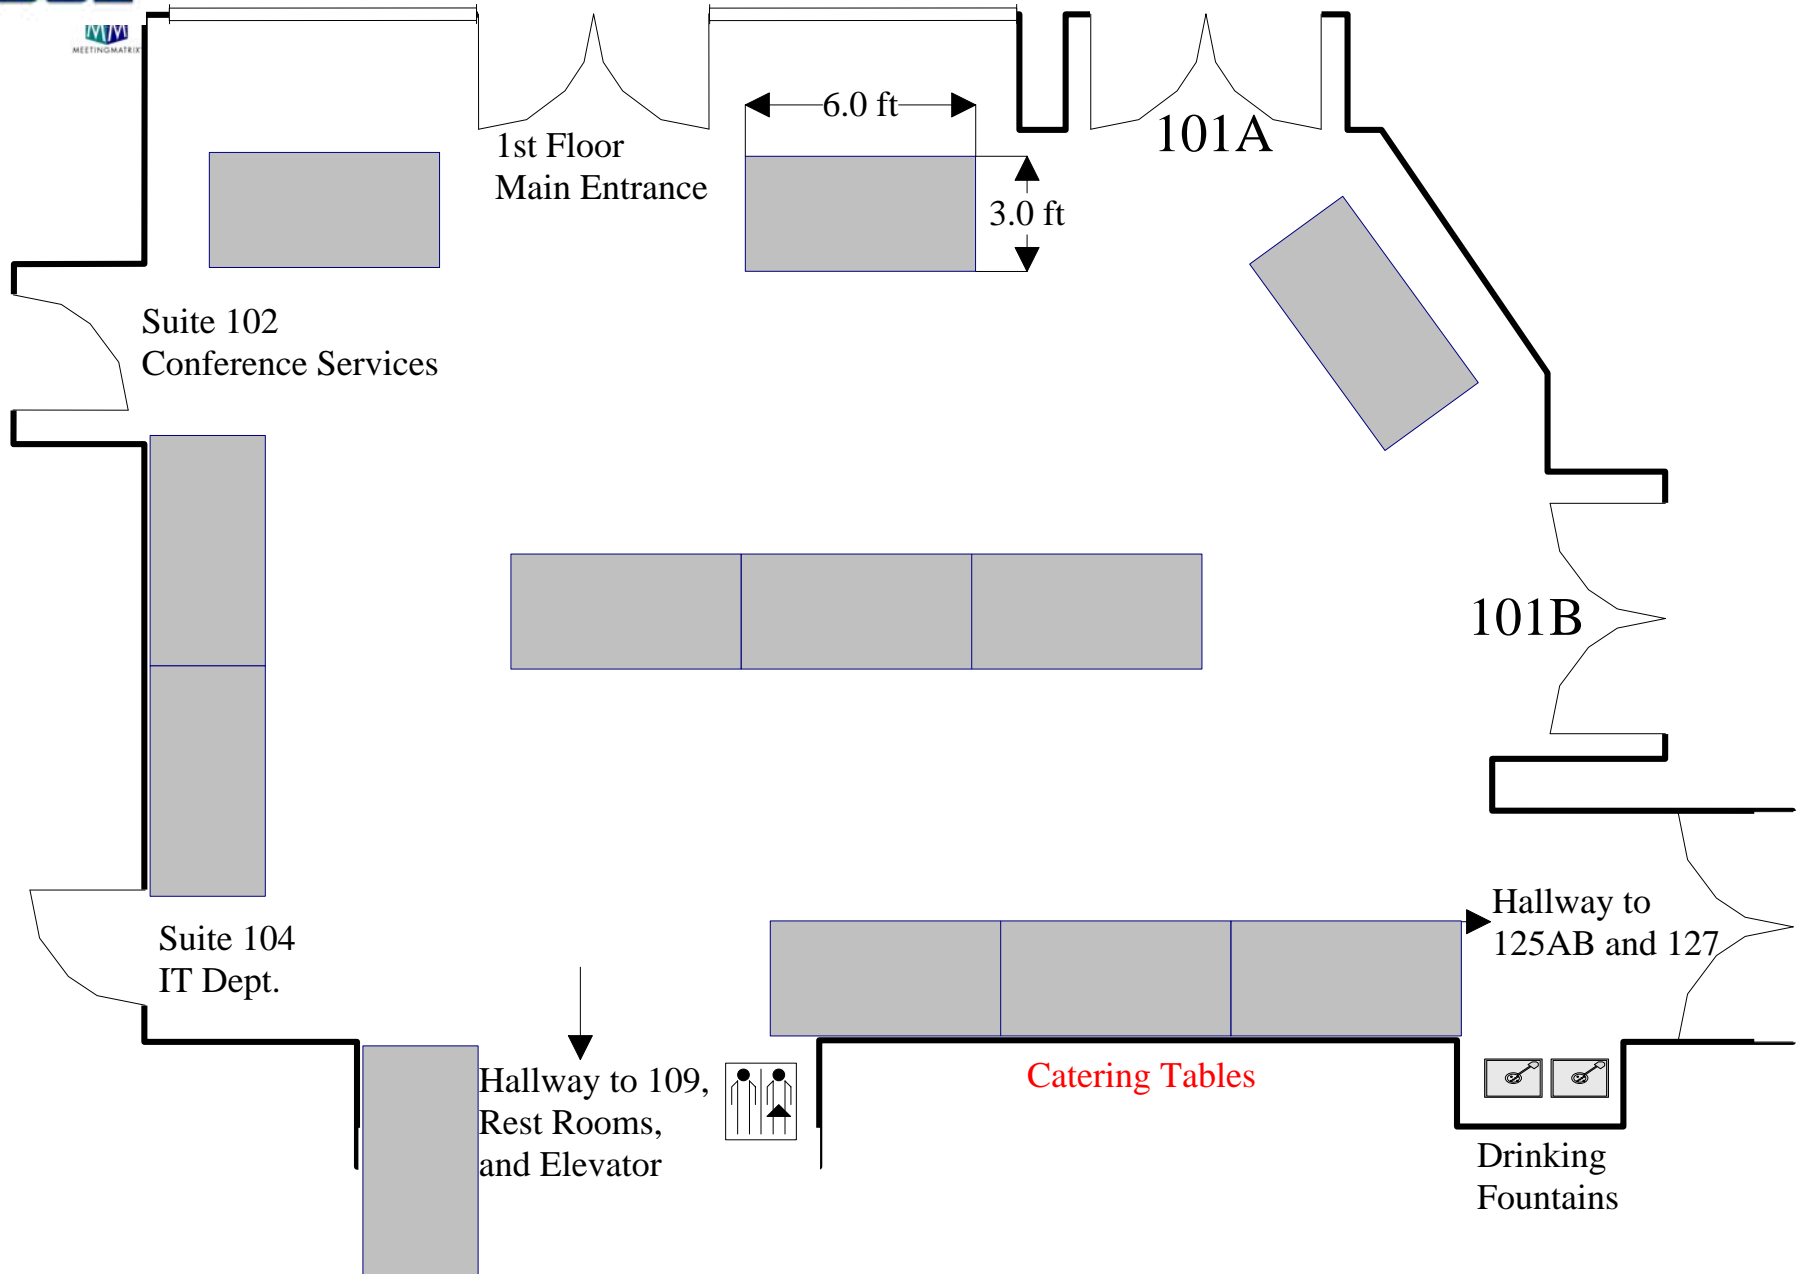 MEETINGMATRIX
6.0 ft
101A
1st Floor
Main Entrance
3.0 ft
Suite 102
Conference Services
101B
Hallway to
125AB and 127
Suite 104
IT Dept.
Hallway to 109,
Rest Rooms,
and Elevator
Catering Tables
Drinking
Fountains